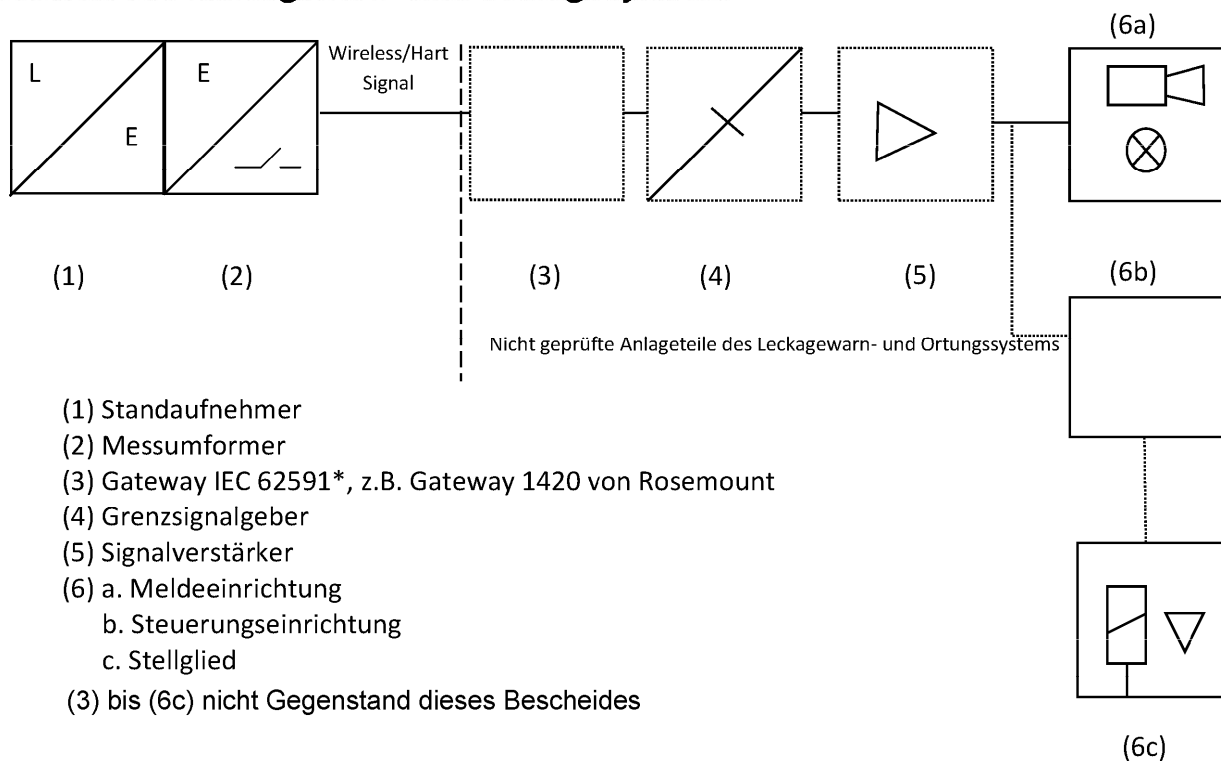 (6a)
L
E
E
Wireless/Hart
Signal
(1)
(2)
(3)
(4)
(5)
(6b)
Nicht geprüfte Anlageteile des Leckagewarn- und Ortungssystems
(1) Standaufnehmer
(2) Messumformer
(3) Gateway IEC 62591*, z.B. Gateway 1420 von Rosemount
(4) Grenzsignalgeber
(5) Signalverstärker
(6) a. Meldeeinrichtung
b. Steuerungseinrichtung
c. Stellglied
(3) bis (6c) nicht Gegenstand dieses Bescheides
(6c)